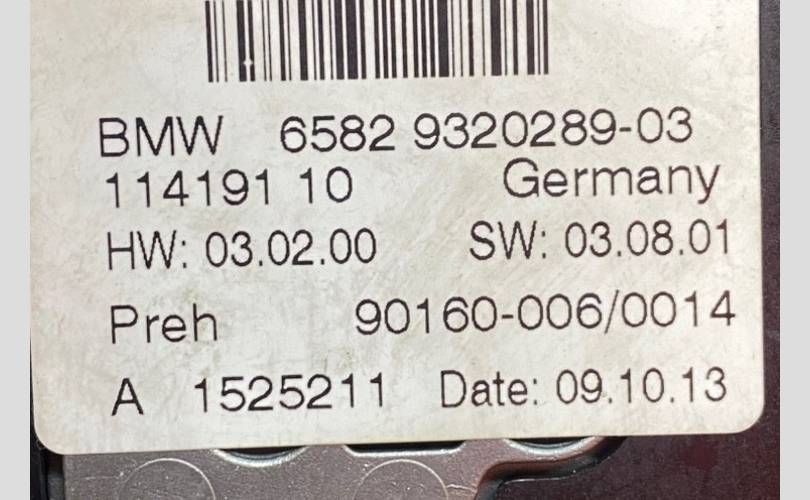 BMW 6582 9320289-03
114191 10 Germany
HW: 03.02.00 SW: 03.08.01
Preh 90160-006/0014
A 1525211 Date: 09.10.13